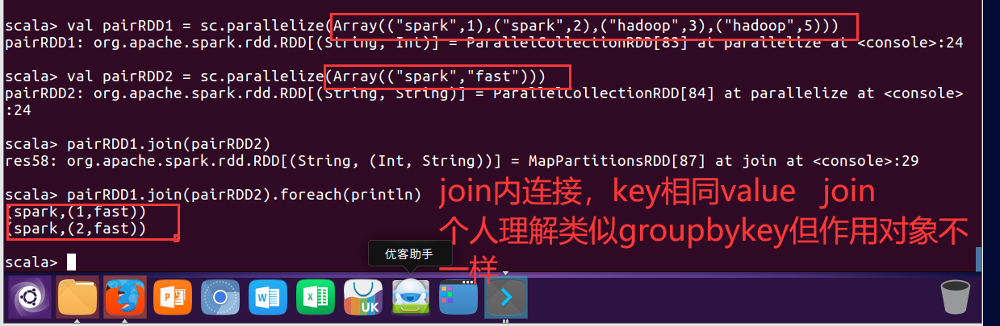 scala> val pairRDD1 = sc.parallelize(Array(("spark",1),("spark",2),("hadoop",3),("hadoop",5)))
pairRDD1: org.apache.spark.rdd.RDD[(String, Int)] = ParallelCollectionRDD[83] at parallelize at <console>:24
scala> val pairRDD2 = sc.parallelize(Array(("spark","fast")))
pairRDD2: org.apache.spark.rdd.RDD[(String, String)] = ParallelCollectionRDD[84] at parallelize at <console>
:24
scala> pairRDD1.join(pairRDD2)
res58: org.apache.spark.rdd.RDD[(String, (Int, String))] = MapPartitionsRDD[87] at join at <console>:29
scala> pairRDD1.join(pairRDD2).foreach(println)
(spark,(1,fast))
(spark,(2,fast))
join内连接，key相同value join
个人理解类似groupbykey但作用对象不
一样
scala>
优客助手
P
W
X
UK